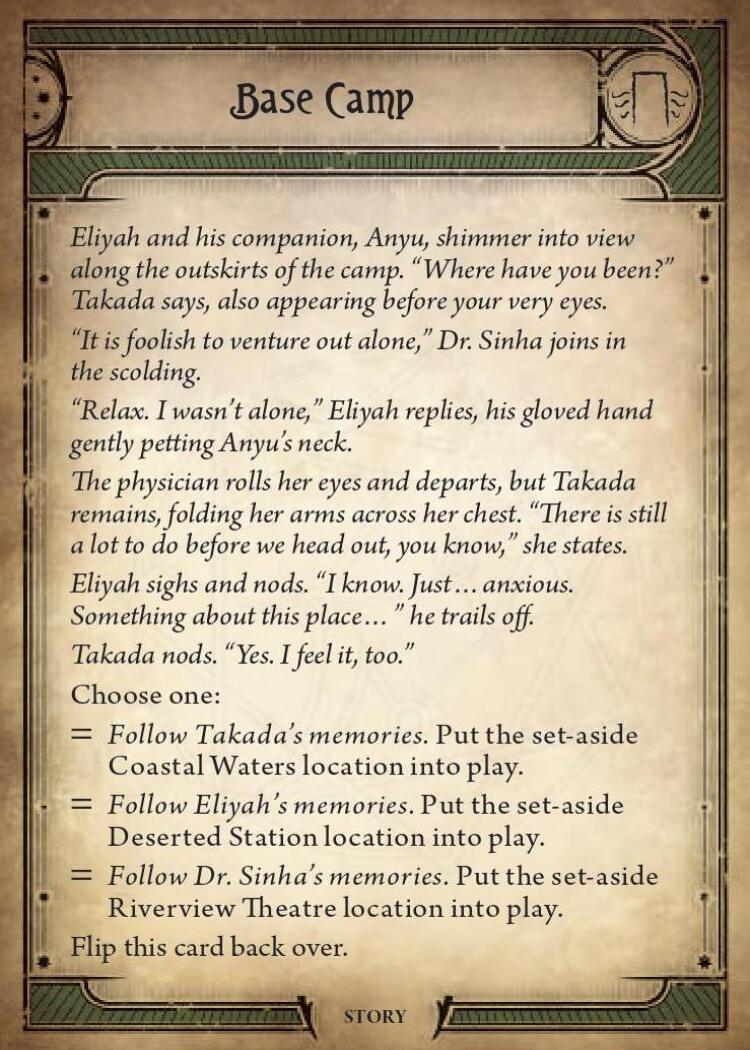 Base Camp
Eliyah and his companion, Anyu, shimmer into view
along the outskirts of the camp. “Where have you been?”
Takada says, also appearing before your very eyes.
“It is foolish to venture out alone,” Dr. Sinha joins in
the scolding.
“Relax. I wasn’t alone,” Eliyah replies, his gloved hand
gently petting Anyu’s neck.
The physician rolls her eyes and departs, but Takada
remains, folding her arms across her chest. “There is still
a lot to do before we head out, you know,” she states.
Eliyah sighs and nods. “I know. Just… anxious.
Something about this place… ” he trails off.
Takada nods. “Yes. I feel it, too.”
Choose one:
= Follow Takada’s memories. Put the set-aside
Coastal Waters location into play.
= Follow Eliyah’s memories. Put the set-aside
Deserted Station location into play.
= Follow Dr. Sinha’s memories. Put the set-aside
Riverview Theatre location into play.
Flip this card back over.
STORY